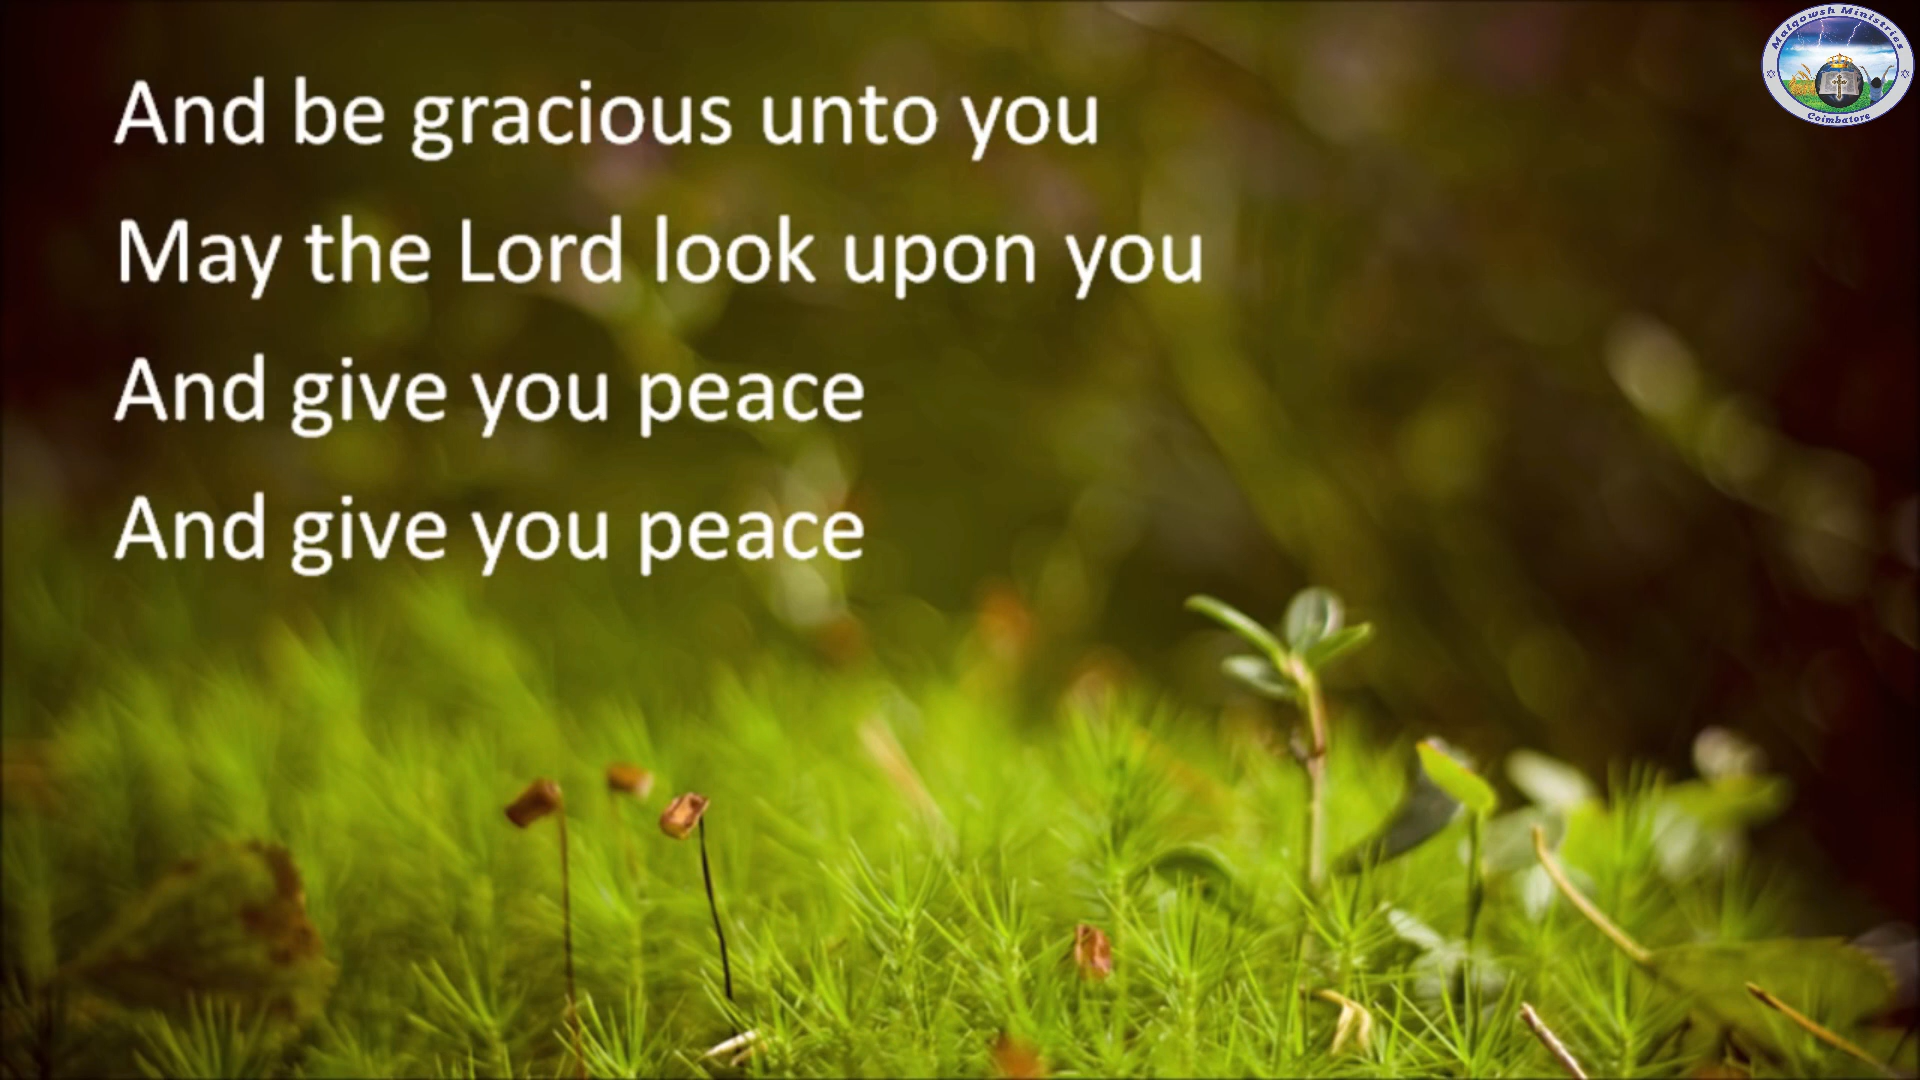 And be gracious unto you
May the Lord look upon you
And give you peace
And give you peace
Malqowsh Ministries
Coimbatore